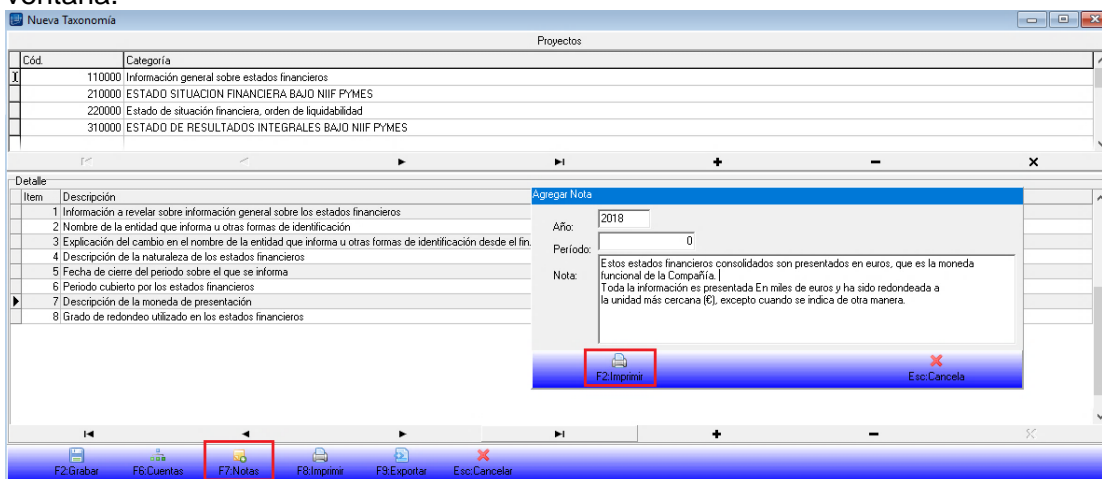 Nueva Taxonomía
Proyectos
Cód. Categoría
110000 Información general sobre estados financieros
210000 ESTADO SITUACION FINANCIERA BAJO NIIF PYMES
220000 Estado de situación financiera, orden de liquidabilidad
310000 ESTADO DE RESULTADOS INTEGRALES BAJO NIIF PYMES
Detalle
Item Descripción
1 Información a revelar sobre información general sobre los estados financieros
2 Nombre de la entidad que informa u otras formas de identificación
3 Explicación del cambio en el nombre de la entidad que informa u otras formas de identificación desde el fin.
4 Descripción de la naturaleza de los estados financieros
5 Fecha de cierre del periodo sobre el que se informa
6 Periodo cubierto por los estados financieros
7 Descripción de la moneda de presentación
8 Grado de redondeo utilizado en los estados financieros
Agregar Nota
Año: 2018
Período: 0
Nota: Estos estados financieros consolidados son presentados en euros, que es la moneda
funcional de la Compañía.
Toda la información es presentada En miles de euros y ha sido redondeada a
la unidad más cercana (€), excepto cuando se indica de otra manera.
F2:Imprimir Esc:Cancela
F2:Grabar F6:Cuentas F7:Notas F8:Imprimir F9:Exportar Esc:Cancelar